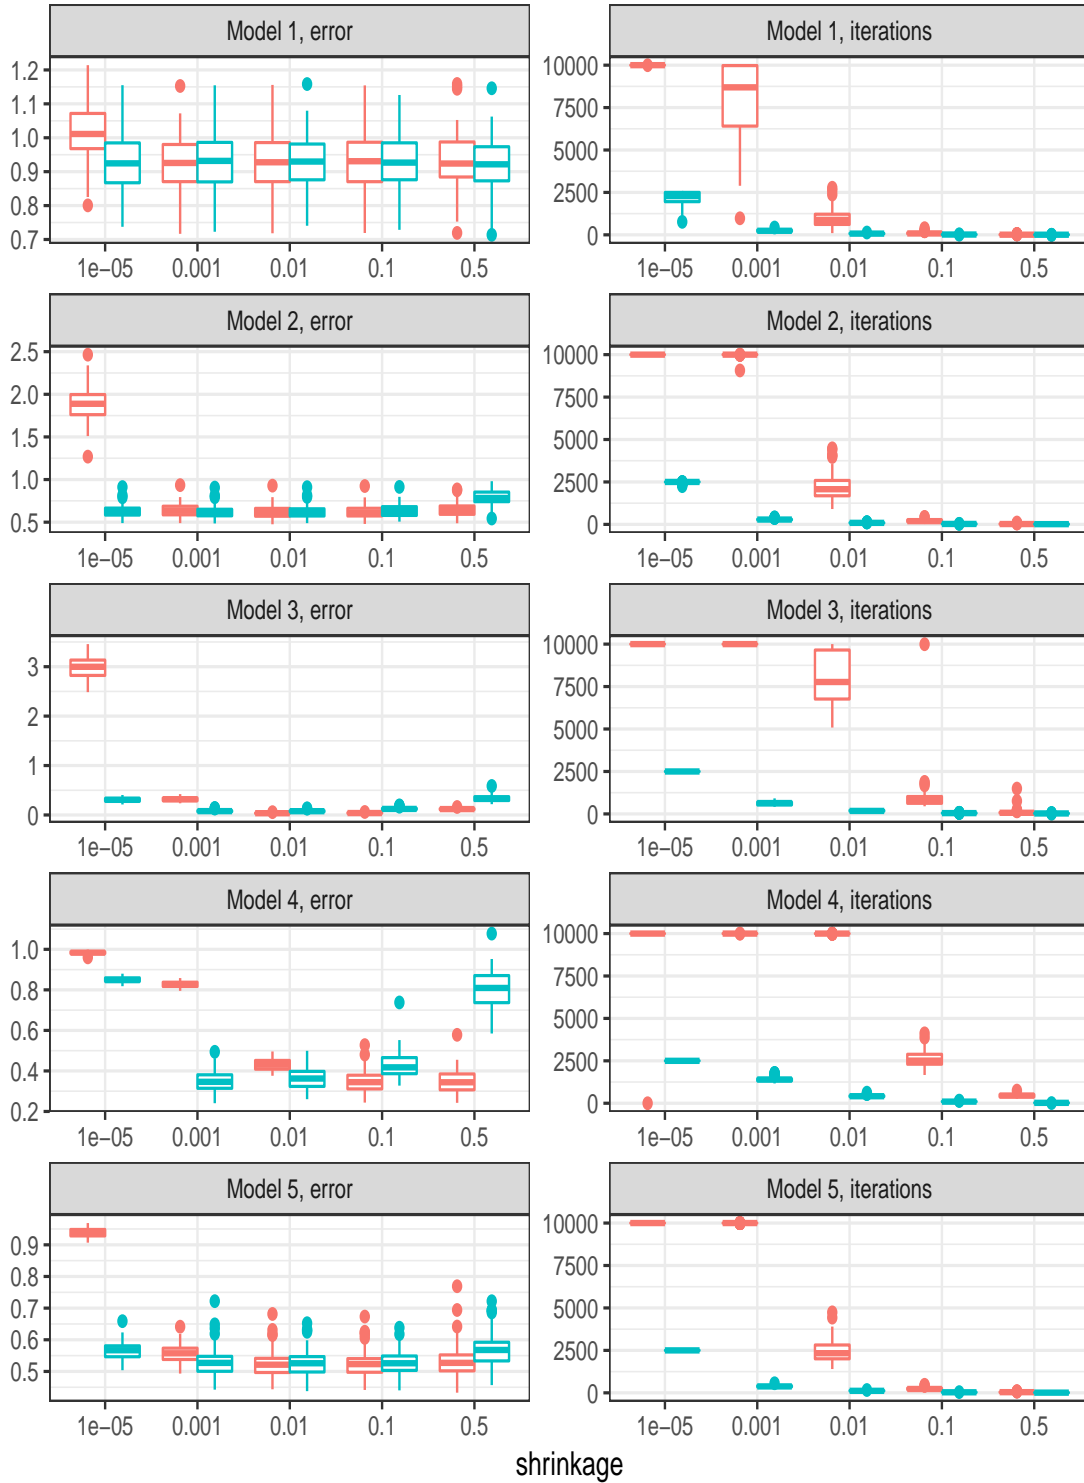 Model 1, error
1.2
1.1
1.0
0.9
0.8
0.7
1e-05 0.001 0.01 0.1 0.5
Model 1, iterations
10000
7500
5000
2500
0
1e-05 0.001 0.01 0.1 0.5
Model 2, error
2.5
2.0
1.5
1.0
0.5
1e-05 0.001 0.01 0.1 0.5
Model 2, iterations
10000
7500
5000
2500
0
1e-05 0.001 0.01 0.1 0.5
Model 3, error
3
2
1
0
1e-05 0.001 0.01 0.1 0.5
Model 3, iterations
10000
7500
5000
2500
0
1e-05 0.001 0.01 0.1 0.5
Model 4, error
1.0
0.8
0.6
0.4
0.2
1e-05 0.001 0.01 0.1 0.5
Model 4, iterations
10000
7500
5000
2500
0
1e-05 0.001 0.01 0.1 0.5
Model 5, error
0.9
0.8
0.7
0.6
0.5
1e-05 0.001 0.01 0.1 0.5
Model 5, iterations
10000
7500
5000
2500
0
1e-05 0.001 0.01 0.1 0.5
shrinkage